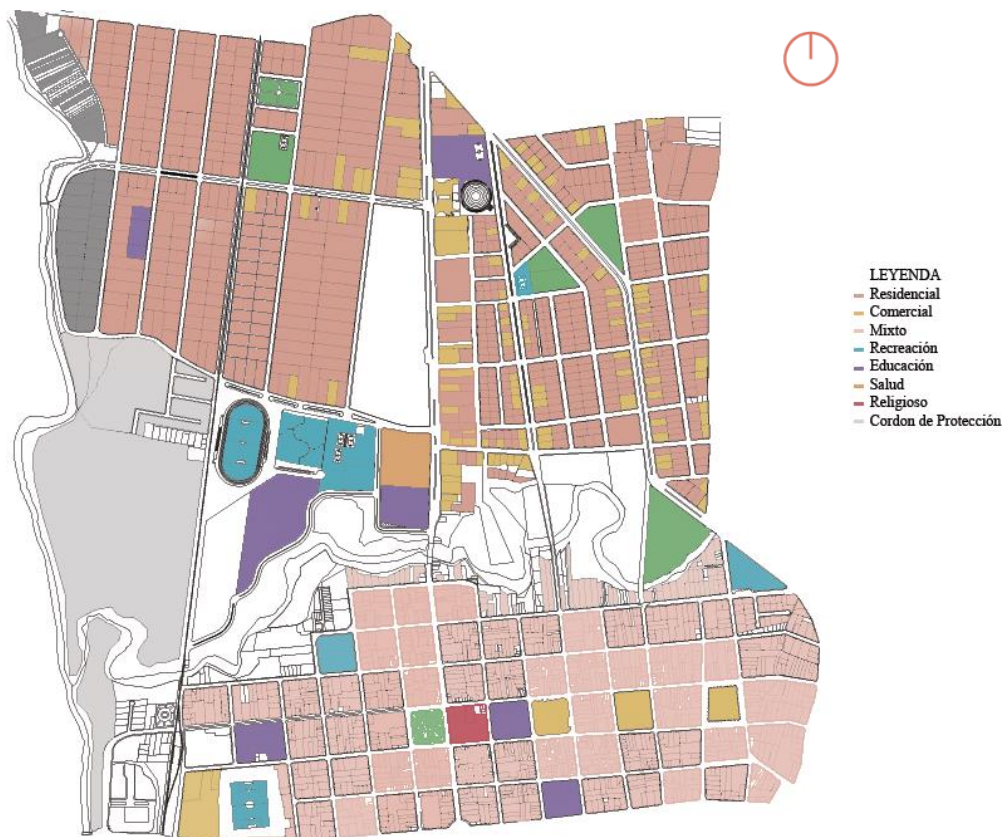 LEYENDA
Residencial
Comercial
Mixto
Recreación
Educación
Salud
Religioso
Cordon de Protección